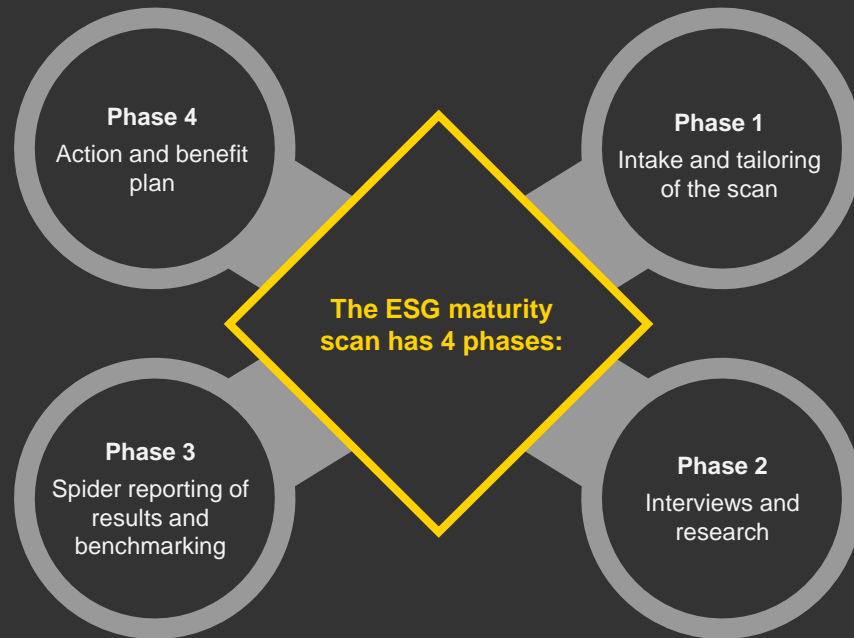 The ESG maturity
scan has 4 phases:
Phase 1
Intake and tailoring
of the scan
Phase 2
Interviews and
research
Phase 3
Spider reporting of
results and
benchmarking
Phase 4
Action and benefit
plan